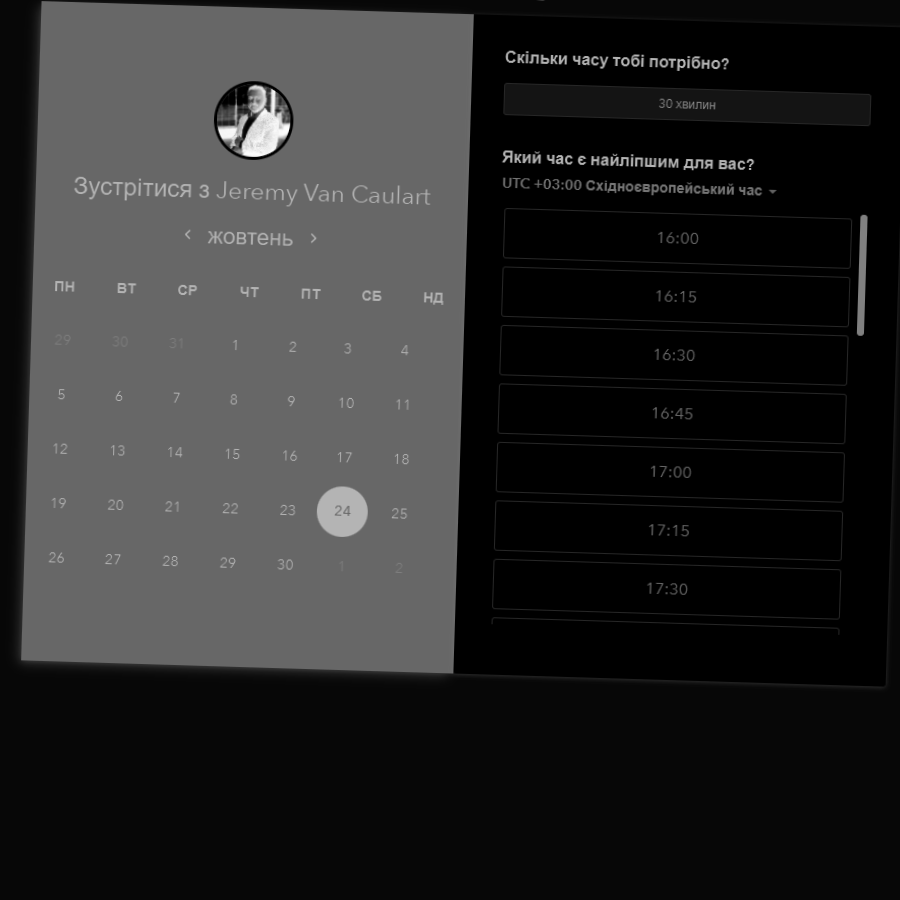 Зустрітися з Jeremy Van Caulart
жовтень
ПН ВТ СР ЧТ ПТ СБ НД
29 30 31 1 2 3 4
5 6 7 8 9 10 11
12 13 14 15 16 17 18
19 20 21 22 23 24 25
26 27 28 29 30 1 2
Скільки часу тобі потрібно?
30 хвилин
Який час є найліпшим для вас?
UTC +03:00 Східноєвропейський час
16:00
16:15
16:30
16:45
17:00
17:15
17:30